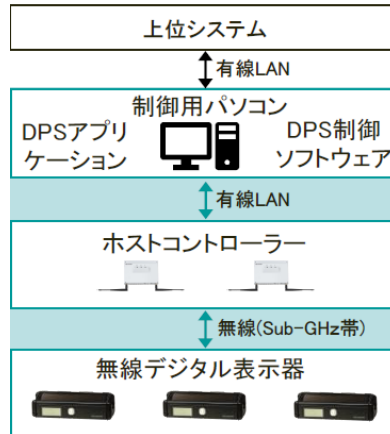 上位システム
有線LAN
制御用パソコン
DPSアプリ
ケーション
DPS制御
ソフトウェア
有線LAN
ホストコントローラー
無線(Sub-GHz帯)
無線デジタル表示器